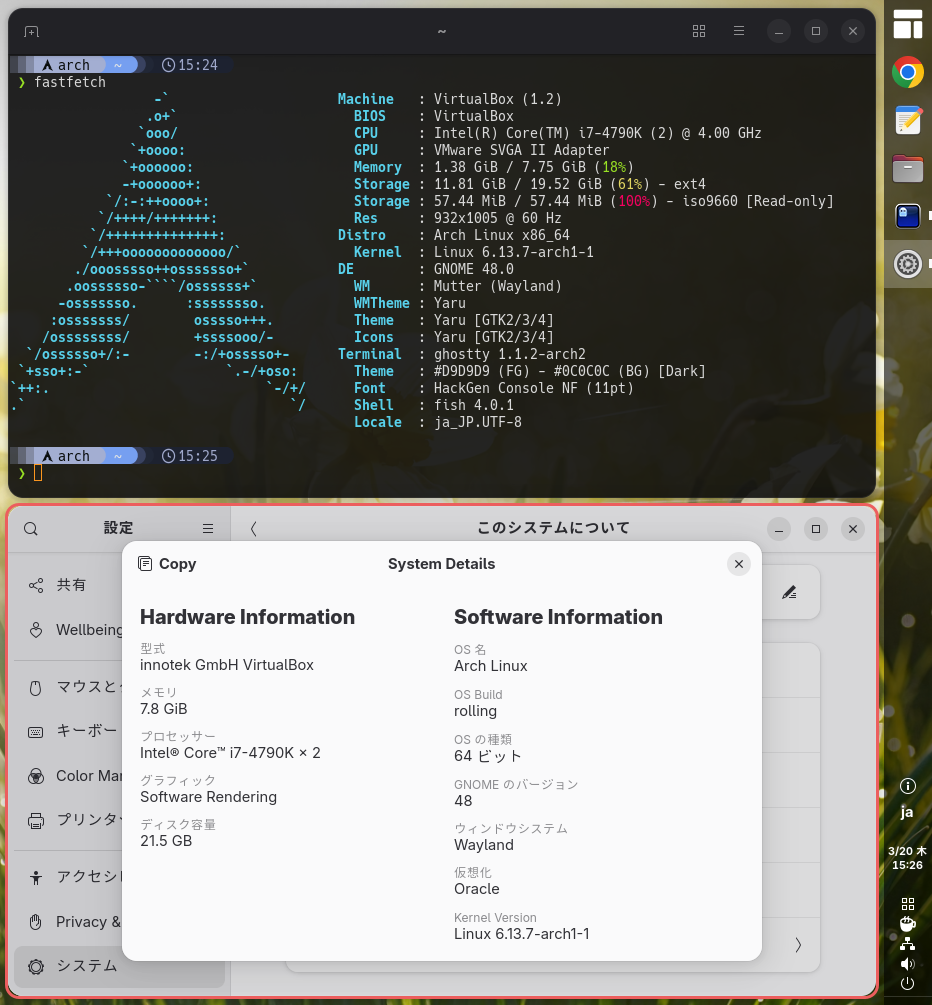 ~
arch ~ 15:24
❯ fastfetch
-`
.o+`
`ooo/
`+oooo:
`+oooooo:
-+oooooo+:
`/:-:++oooo+:
`/++++/+++++++:
`/++++++++++++++:
`/+++ooooooooooooo/`
./ooosssso++osssssso+`
.oossssso-````/ossssss+`
-osssssso. :ssssssso.
:osssssss/ osssso+++.
/ossssssss/ +ssssooo/-
`/ossssso+/:- -:/+osssso+-
`+sso+:-` `.-/+oso:
`++:. `-/+/
.` `/
Machine : VirtualBox (1.2)
BIOS : VirtualBox
CPU : Intel(R) Core(TM) i7-4790K (2) @ 4.00 GHz
GPU : VMware SVGA II Adapter
Memory : 1.38 GiB / 7.75 GiB (18%)
Storage : 11.81 GiB / 19.52 GiB (61%) - ext4
Storage : 57.44 MiB / 57.44 MiB (100%) - iso9660 [Read-only]
Res : 932x1005 @ 60 Hz
Distro : Arch Linux x86_64
Kernel : Linux 6.13.7-arch1-1
DE : GNOME 48.0
WM : Mutter (Wayland)
WMTheme : Yaru
Theme : Yaru [GTK2/3/4]
Icons : Yaru [GTK2/3/4]
Terminal : ghostty 1.1.2-arch2
Theme : #D9D9D9 (FG) - #0C0C0C (BG) [Dark]
Font : HackGen Console NF (11pt)
Shell : fish 4.0.1
Locale : ja_JP.UTF-8
arch ~ 15:25
❯
設定
このシステムについて
共有
Wellbeing
マウスと
キーボー
Color Mar
プリンタ
アクセシ
Privacy &
システム
Copy
System Details
Hardware Information
型式
innotek GmbH VirtualBox
メモリ
7.8 GiB
プロセッサー
Intel® Core™ i7-4790K × 2
グラフィック
Software Rendering
ディスク容量
21.5 GB
Software Information
OS 名
Arch Linux
OS Build
rolling
OS の種類
64 ビット
GNOME のバージョン
48
ウィンドウシステム
Wayland
仮想化
Oracle
Kernel Version
Linux 6.13.7-arch1-1
ja
3/20 木
15:26